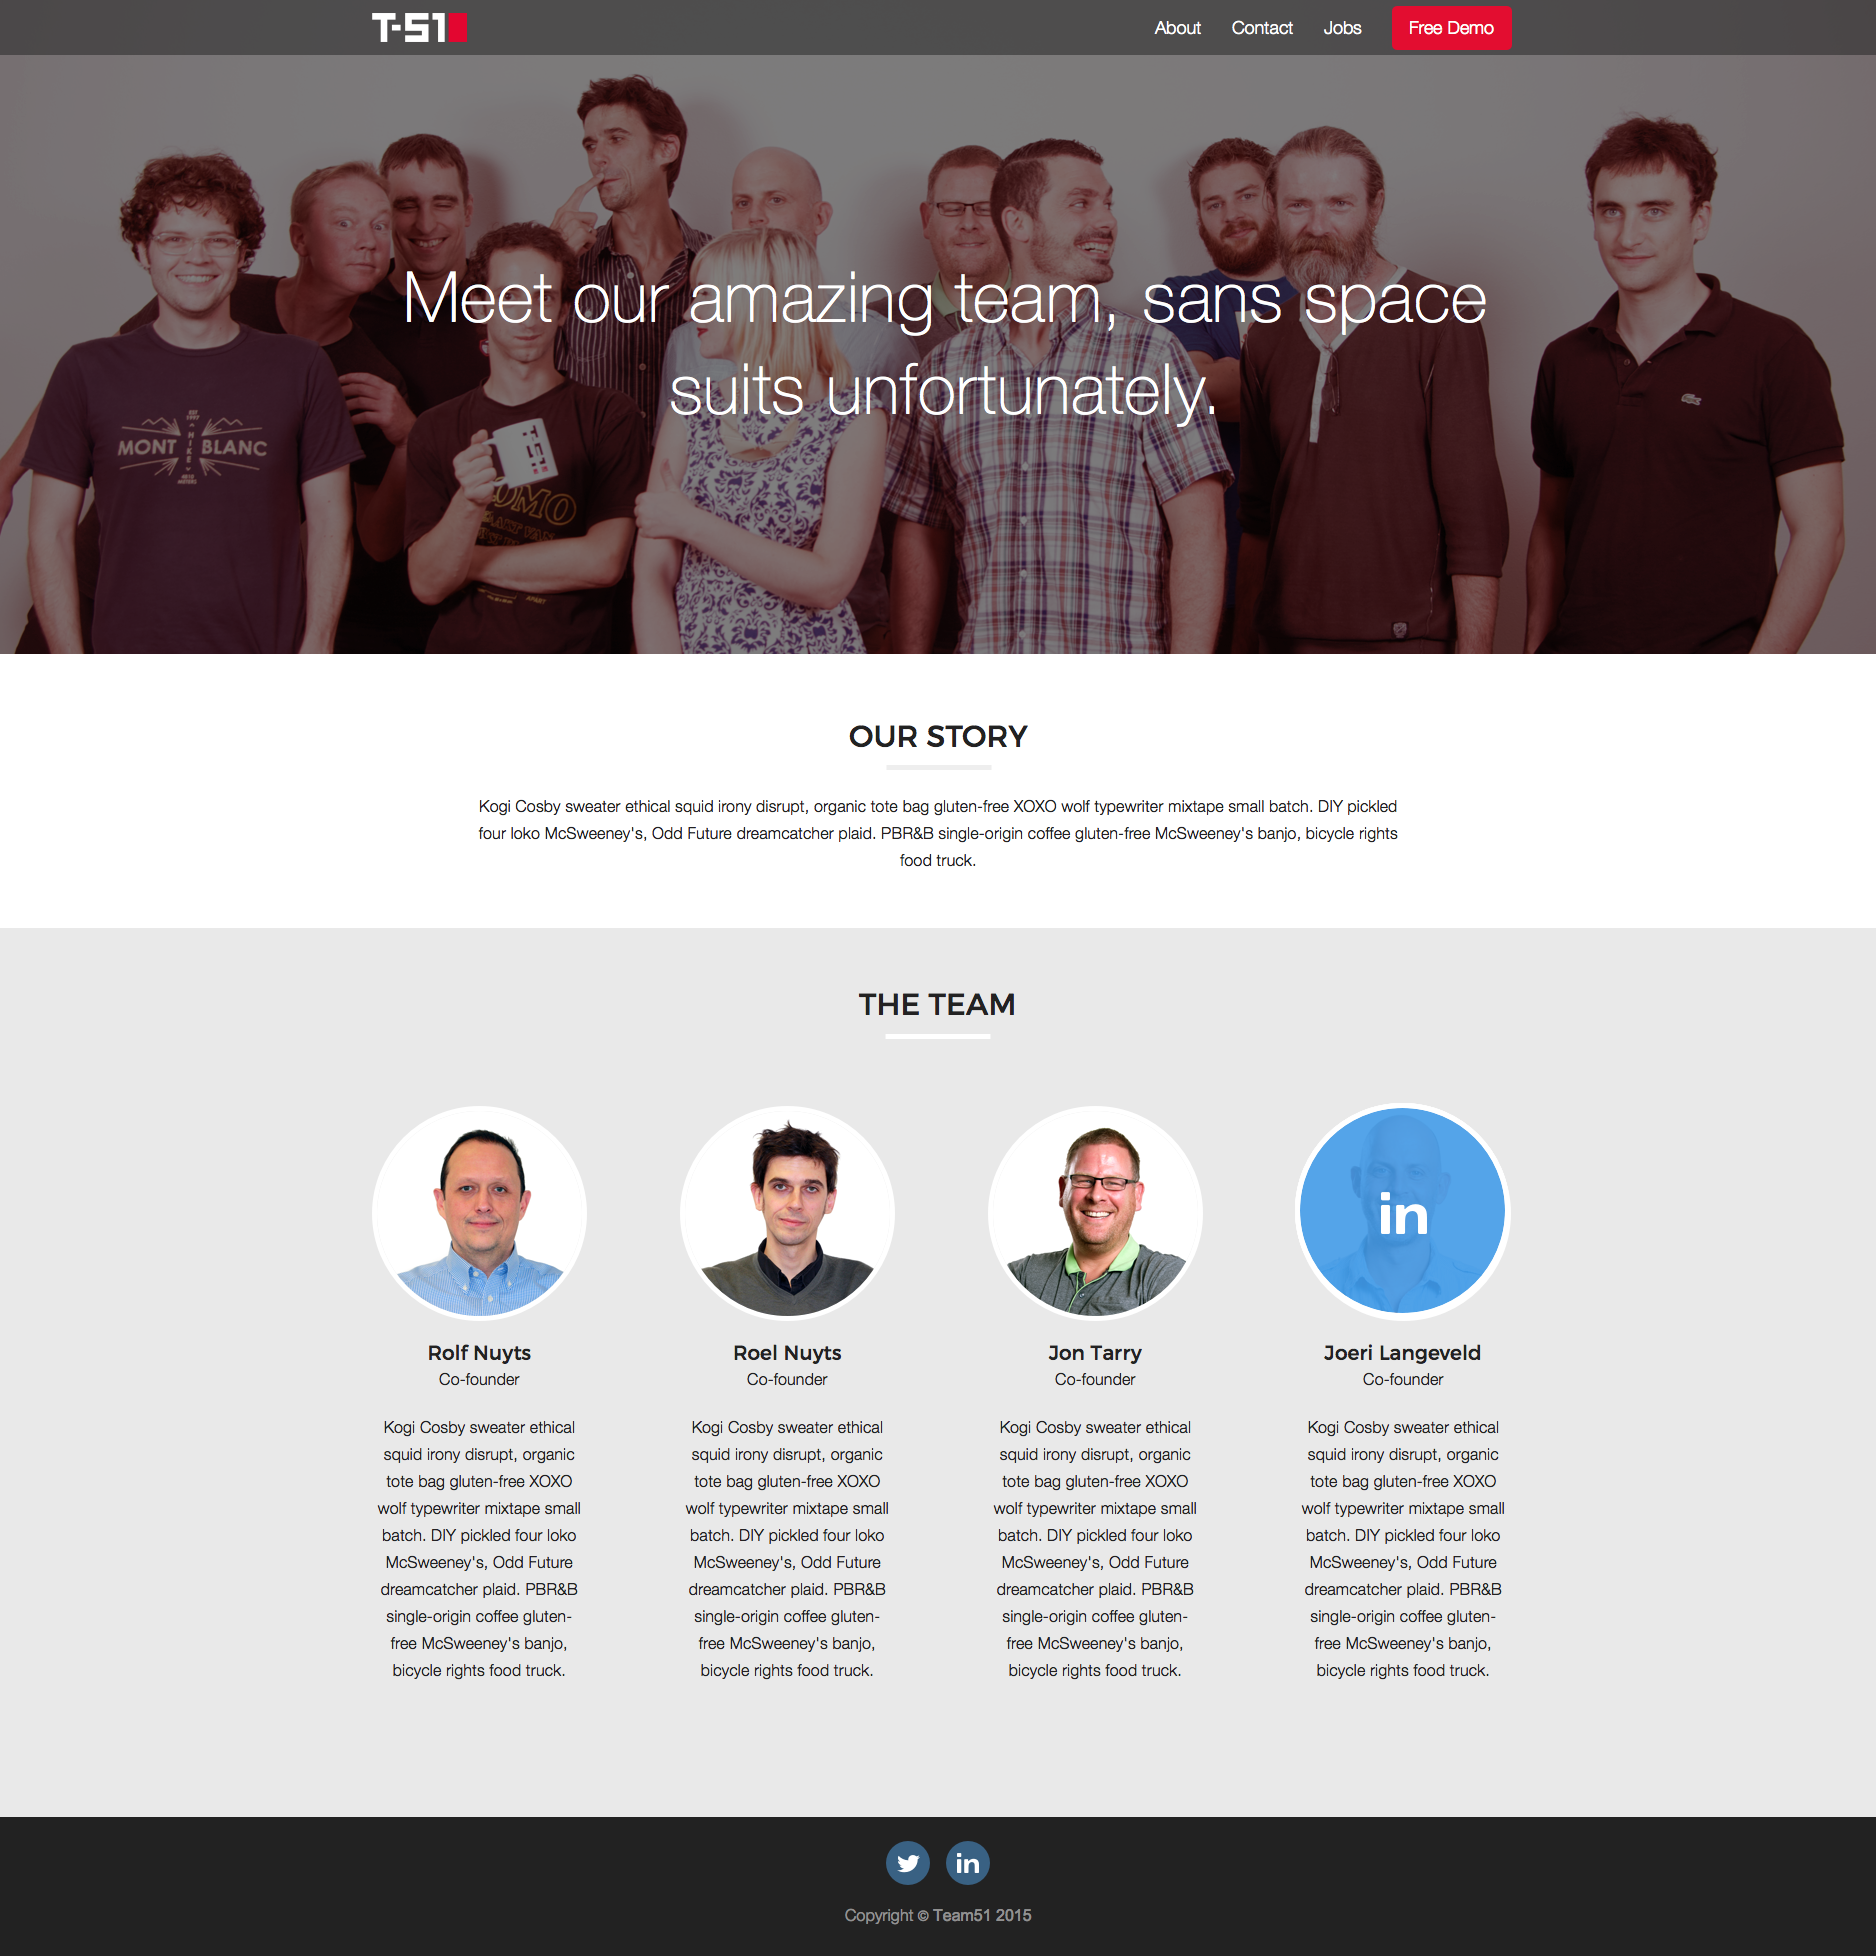 T-51
About Contact Jobs Free Demo
Meet our amazing team, sans space
suits unfortunately.
EST
1997
MONT BLANC
HIKE
OMO
APART
OUR STORY
Kogi Cosby sweater ethical squid irony disrupt, organic tote bag gluten-free XOXO wolf typewriter mixtape small batch. DIY pickled
four loko McSweeney's, Odd Future dreamcatcher plaid. PBR&B single-origin coffee gluten-free McSweeney's banjo, bicycle rights
food truck.
THE TEAM
in
Rolf Nuyts
Co-founder
Kogi Cosby sweater ethical
squid irony disrupt, organic
tote bag gluten-free XOXO
wolf typewriter mixtape small
batch. DIY pickled four loko
McSweeney's, Odd Future
dreamcatcher plaid. PBR&B
single-origin coffee gluten-
free McSweeney's banjo,
bicycle rights food truck.
Roel Nuyts
Co-founder
Kogi Cosby sweater ethical
squid irony disrupt, organic
tote bag gluten-free XOXO
wolf typewriter mixtape small
batch. DIY pickled four loko
McSweeney's, Odd Future
dreamcatcher plaid. PBR&B
single-origin coffee gluten-
free McSweeney's banjo,
bicycle rights food truck.
Jon Tarry
Co-founder
Kogi Cosby sweater ethical
squid irony disrupt, organic
tote bag gluten-free XOXO
wolf typewriter mixtape small
batch. DIY pickled four loko
McSweeney's, Odd Future
dreamcatcher plaid. PBR&B
single-origin coffee gluten-
free McSweeney's banjo,
bicycle rights food truck.
Joeri Langeveld
Co-founder
Kogi Cosby sweater ethical
squid irony disrupt, organic
tote bag gluten-free XOXO
wolf typewriter mixtape small
batch. DIY pickled four loko
McSweeney's, Odd Future
dreamcatcher plaid. PBR&B
single-origin coffee gluten-
free McSweeney's banjo,
bicycle rights food truck.
in
Copyright © Team51 2015